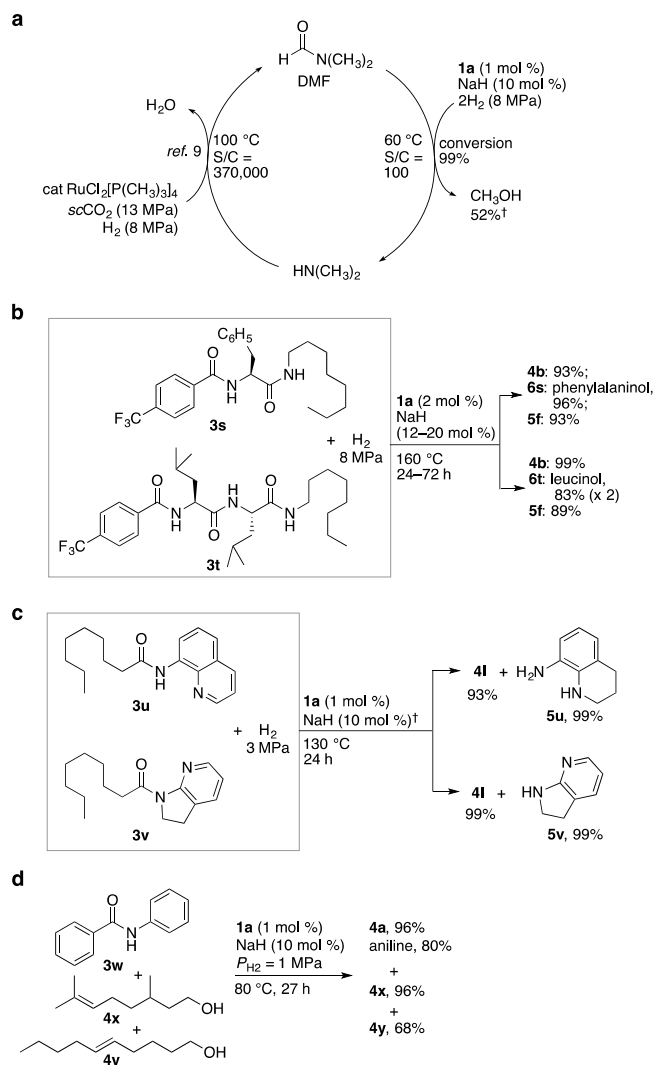 a
O
H N(CH3)2
DMF
1a (1 mol %)
NaH (10 mol %)
2H2 (8 MPa)
H2O
ref. 9
100 °C
S/C =
370,000
60 °C
S/C =
100
conversion
99%
cat RuCl2[P(CH3)3]4
scCO2 (13 MPa)
H2 (8 MPa)
CH3OH
52%†
HN(CH3)2
b
C6H5
O
N
H
O
NH
F3C
3s
+ H2
8 MPa
O
N
H
O
H
N
O
N
H
F3C
3t
1a (2 mol %)
NaH
(12–20 mol %)
160 °C
24–72 h
4b: 93%;
6s: phenylalaninol,
96%;
5f: 93%
4b: 99%
6t: leucinol,
83% (x 2)
5f: 89%
c
O
N
H
N
3u
+ H2
3 MPa
O
N
N
3v
1a (1 mol %)
NaH (10 mol %)†
130 °C
24 h
4l +
93%
H2N
HN
5u, 99%
4l +
99%
N
HN
5v, 99%
d
O
N
H
3w
+
OH
4x
+
OH
4y
1a (1 mol %)
NaH (10 mol %)
PH2 = 1 MPa
80 °C, 27 h
4a, 96%
aniline, 80%
+
4x, 96%
+
4y, 68%